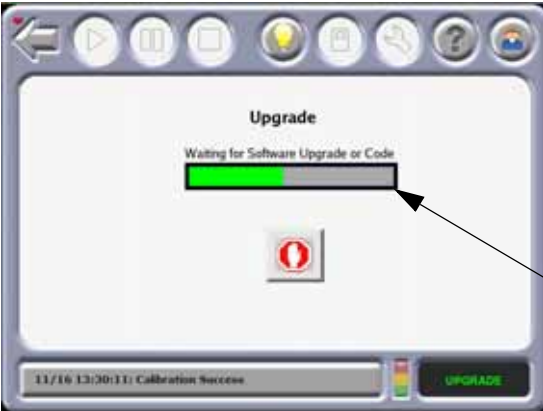 Upgrade
Waiting for Software Upgrade or Code
?
11/16 13:30:11: Calibration Success
UPGRADE